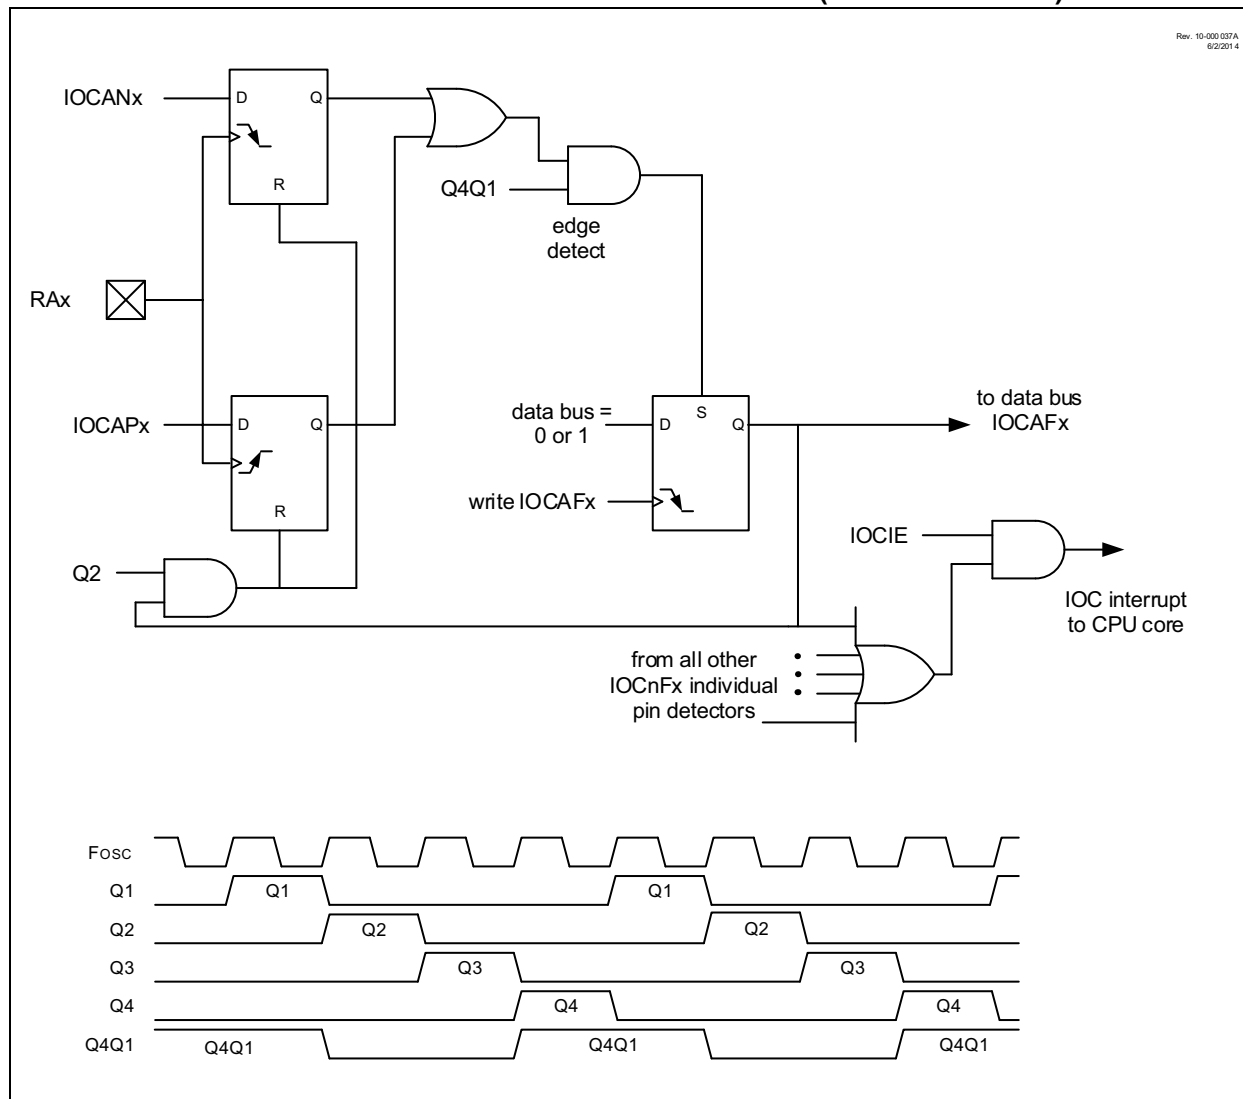 Rev. 10-000 037A
6/2/201 4
IOCANx
D
Q
R
Q4Q1
edge
detect
RAx
IOCAPx
D
Q
R
data bus =
0 or 1
D
S
Q
to data bus
IOCAFx
write IOCAFx
IOCIE
Q2
IOC interrupt
to CPU core
from all other
IOCnFx individual
pin detectors
FOSC
Q1
Q1
Q1
Q2
Q2
Q2
Q3
Q3
Q3
Q4
Q4
Q4
Q4Q1
Q4Q1
Q4Q1
Q4Q1